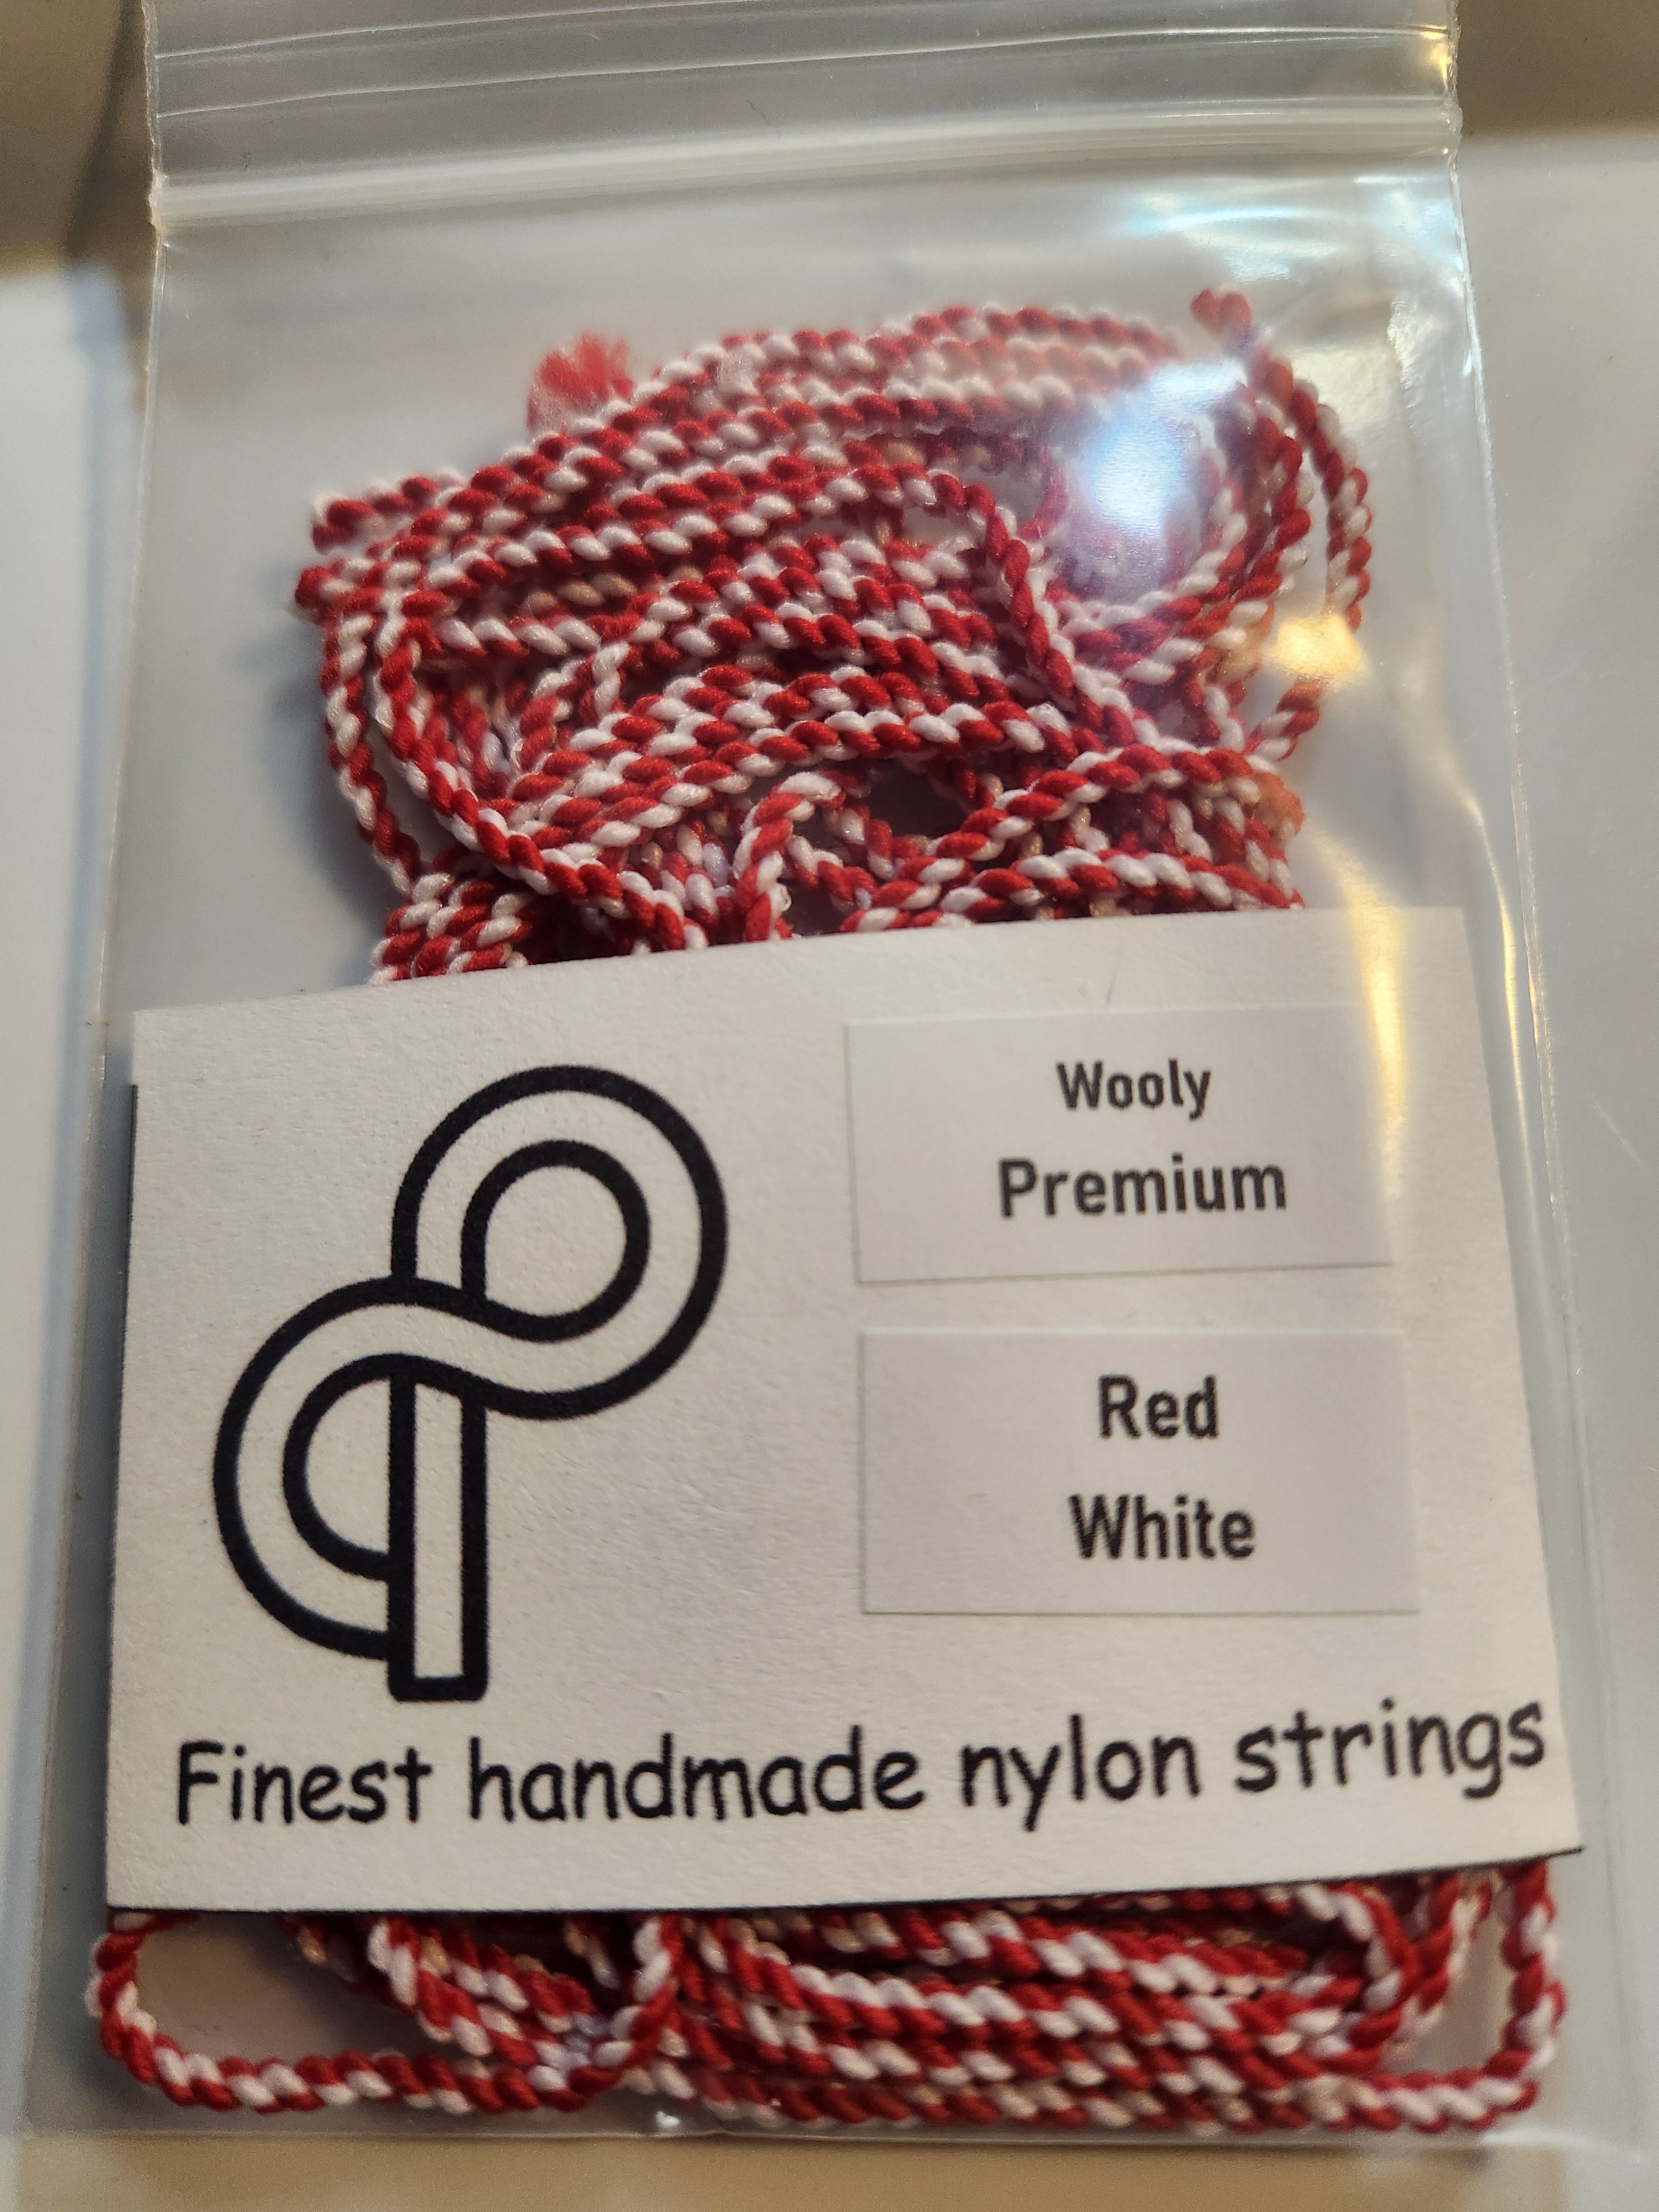 Wooly
Premium
Red
White
Finest handmade nylon strings